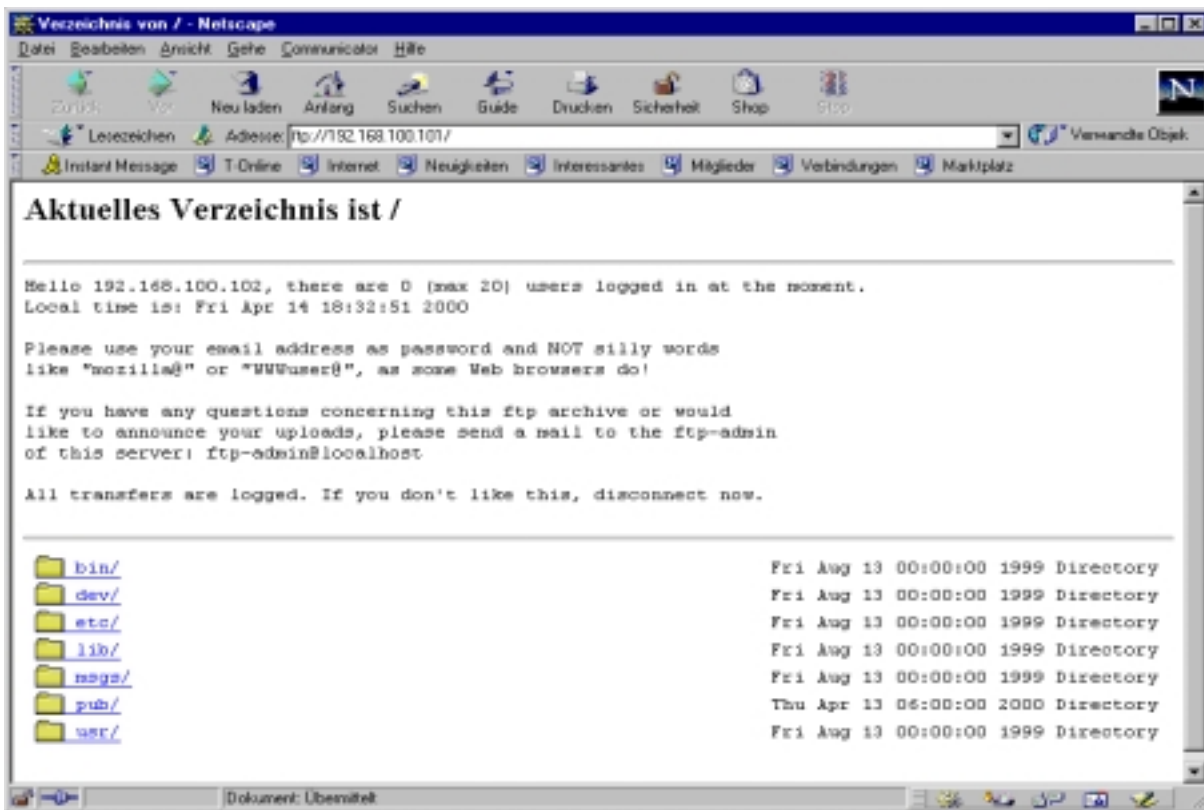 Verzeichnis von / - Netscape
Datei Bearbeiten Ansicht Gehe Communicator Hilfe
Zurück Vor Neu laden Anfang Suchen Guide Drucken Sicherheit Shop Stop
Lesezeichen Adresse: ftp://192.168.100.101/ Verwandte Objek
Instant Message T-Online Internet Neuigkeiten Interessantes Mitglieder Verbindungen Marktplatz
Aktuelles Verzeichnis ist /
Hello 192.168.100.102, there are 0 (max 20) users logged in at the moment.
Local time is: Fri Apr 14 18:32:51 2000
Please use your email address as password and NOT silly words
like "mozilla@" or "WWWuser@", as some Web browsers do!
If you have any questions concerning this ftp archive or would
like to announce your uploads, please send a mail to the ftp-admin
of this server: ftp-admin@localhost
All transfers are logged. If you don't like this, disconnect now.
bin/ Fri Aug 13 00:00:00 1999 Directory
dev/ Fri Aug 13 00:00:00 1999 Directory
etc/ Fri Aug 13 00:00:00 1999 Directory
lib/ Fri Aug 13 00:00:00 1999 Directory
msgs/ Fri Aug 13 00:00:00 1999 Directory
pub/ Thu Apr 13 06:00:00 2000 Directory
usr/ Fri Aug 13 00:00:00 1999 Directory
Dokument: Übermittelt